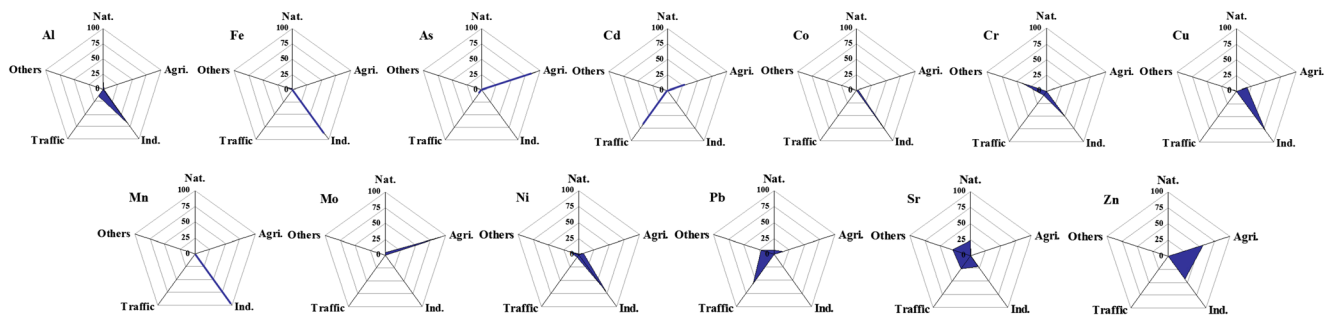 Nat. Nat. Nat. Nat. Nat. Nat. Nat.
100 100 100 100 100 100 100
Al Fe As Cd Co Cr Cu
75 75 75 75 75 75 75
Others Agri. Others Agri. Others Agri. Others Agri. Others Agri. Others Agri. Others Agri.
50 50 50 50 50 50 50
25 25 25 25 25 25 25
0 0 0 0 0 0 0
Traffic Ind. Traffic Ind. Traffic Ind. Traffic Ind. Traffic Ind. Traffic Ind. Traffic Ind.
Nat. Nat. Nat. Nat. Nat. Nat.
100 100 100 100 100 100
Mn Mo Ni Pb Sr Zn
75 75 75 75 75 75
Others Agri. Others Agri. Others Agri. Others Agri. Others Agri. Others Agri.
50 50 50 50 50 50
25 25 25 25 25 25
0 0 0 0 0 0
Traffic Ind. Traffic Ind. Traffic Ind. Traffic Ind. Traffic Ind. Traffic Ind.